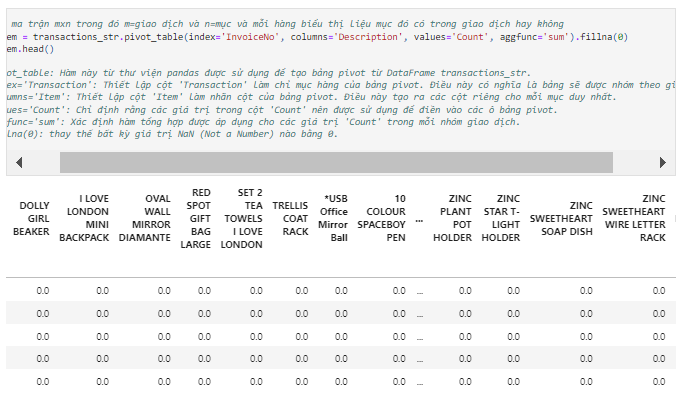 ma trận mxn trong đó m=giao dịch và n=mục và mỗi hàng biểu thị liệu mục đó có trong giao dịch hay không
em = transactions_str.pivot_table(index='InvoiceNo', columns='Description', values='Count', aggfunc='sum').fillna(0)
em.head()
ot_table: Hàm này từ thư viện pandas được sử dụng để tạo bảng pivot từ DataFrame transactions_str.
ex='Transaction': Thiết lập cột 'Transaction' làm chỉ mục hàng của bảng pivot. Điều này có nghĩa là bảng sẽ được nhóm theo gi
umns='Item': Thiết lập cột 'Item' làm nhãn cột của bảng pivot. Điều này tạo ra các cột riêng cho mỗi mục duy nhất.
ues='Count': Chỉ định rằng các giá trị trong cột 'Count' nên được sử dụng để điền vào các ô bảng pivot.
func='sum': Xác định hàm tổng hợp được áp dụng cho các giá trị 'Count' trong mỗi nhóm giao dịch.
lna(0): thay thế bất kỳ giá trị NaN (Not a Number) nào bằng 0.
DOLLY GIRL BEAKER I LOVE LONDON MINI BACKPACK OVAL WALL MIRROR DIAMANTE RED SPOT GIFT BAG LARGE SET 2 TEA TOWELS I LOVE LONDON TRELLIS COAT RACK *USB Office Mirror Ball 10 COLOUR SPACEBOY PEN ... ZINC PLANT POT HOLDER ZINC STAR T-LIGHT HOLDER ZINC SWEETHEART SOAP DISH ZINC SWEETHEART WIRE LETTER RACK
0.0 0.0 0.0 0.0 0.0 0.0 0.0 0.0 ... 0.0 0.0 0.0 0.0
0.0 0.0 0.0 0.0 0.0 0.0 0.0 0.0 ... 0.0 0.0 0.0 0.0
0.0 0.0 0.0 0.0 0.0 0.0 0.0 0.0 ... 0.0 0.0 0.0 0.0
0.0 0.0 0.0 0.0 0.0 0.0 0.0 0.0 ... 0.0 0.0 0.0 0.0
0.0 0.0 0.0 0.0 0.0 0.0 0.0 0.0 ... 0.0 0.0 0.0 0.0